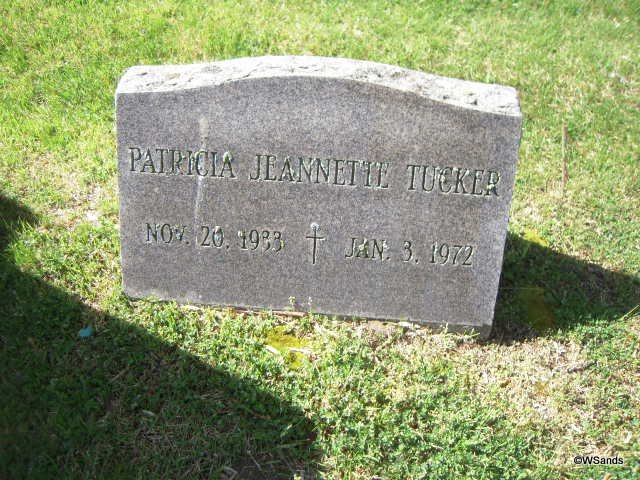 PATRICIA JEANNETTE TUCKER
NOV. 20, 1933 JAN. 3, 1972
©WSands